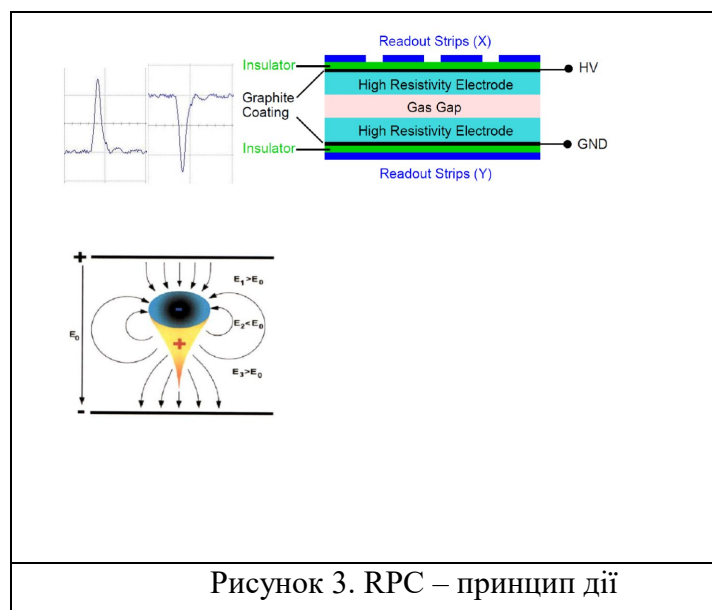 Readout Strips (X)
Insulator
HV
High Resistivity Electrode
Graphite
Coating
Gas Gap
High Resistivity Electrode
GND
Insulator
Readout Strips (Y)
+
E₁>E₀
-
E₂<E₀
E₀
+
E₃>E₀
-
Рисунок 3. RPC – принцип дії